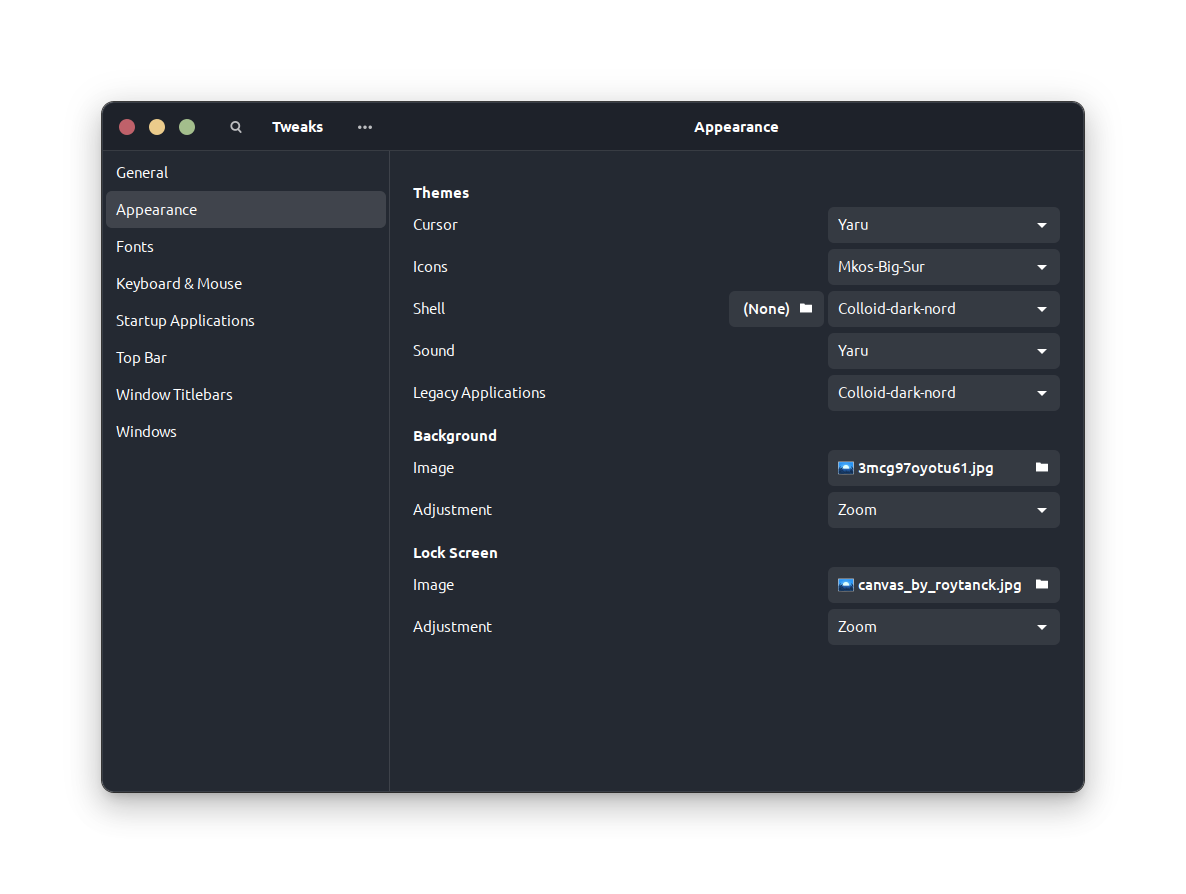 Tweaks
Appearance
General
Appearance
Fonts
Keyboard & Mouse
Startup Applications
Top Bar
Window Titlebars
Windows
Themes
Cursor Yaru
Icons Mkos-Big-Sur
Shell (None) Colloid-dark-nord
Sound Yaru
Legacy Applications Colloid-dark-nord
Background
Image 3mcg97oyotu61.jpg
Adjustment Zoom
Lock Screen
Image canvas_by_roytanck.jpg
Adjustment Zoom